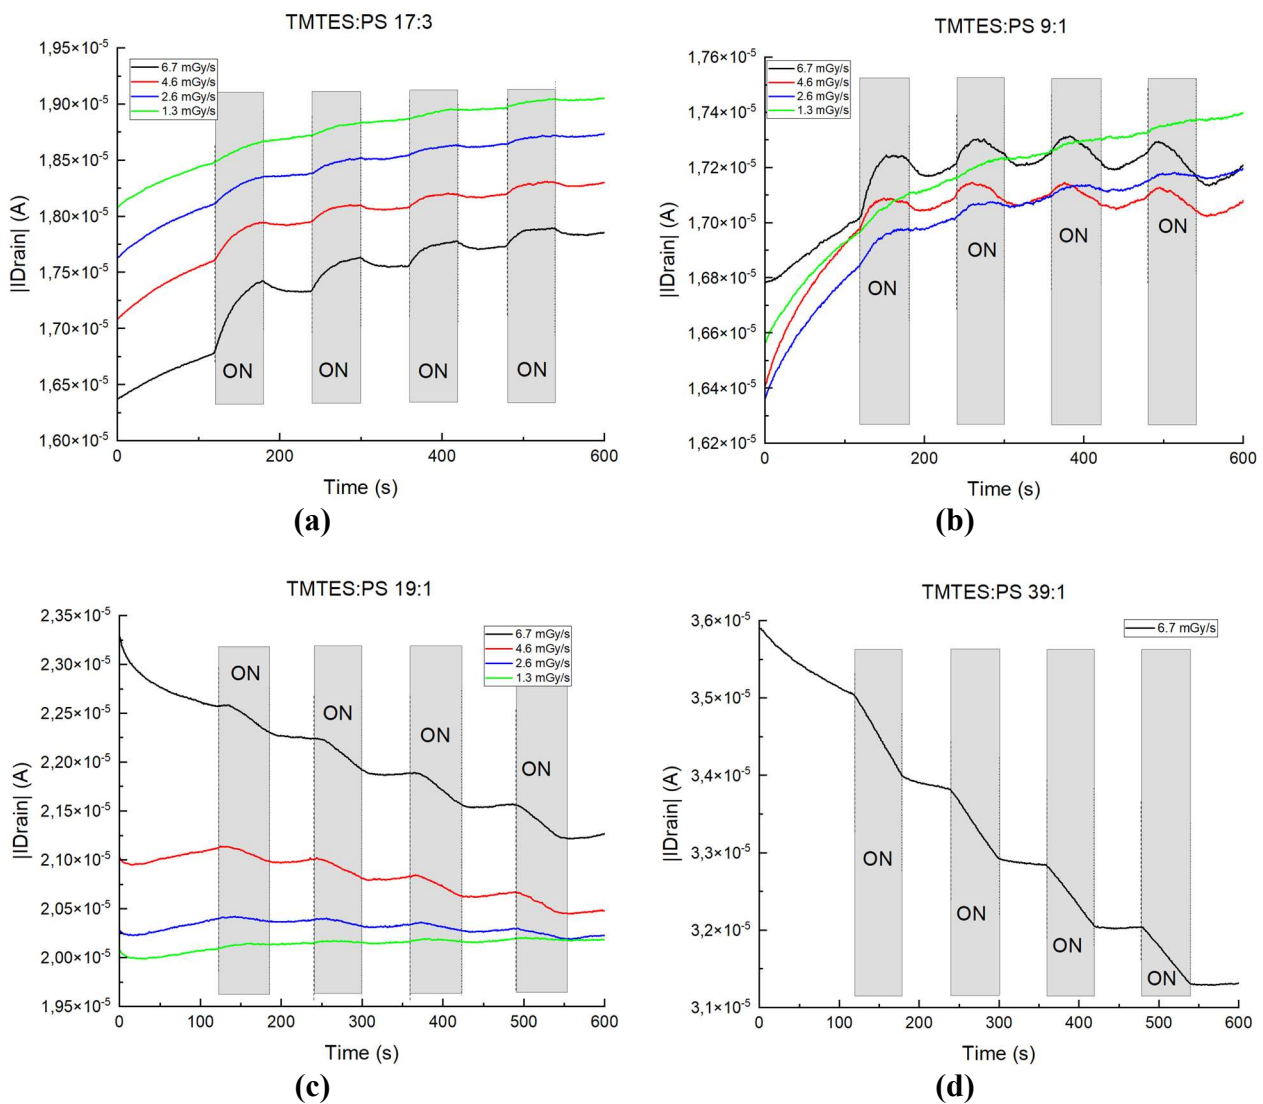 TMTES:PS 17:3
|IDrain| (A)
1,95×10⁻⁵
1,90×10⁻⁵
1,85×10⁻⁵
1,80×10⁻⁵
1,75×10⁻⁵
1,70×10⁻⁵
1,65×10⁻⁵
1,60×10⁻⁵
6.7 mGy/s
4.6 mGy/s
2.6 mGy/s
1.3 mGy/s
ON ON ON ON
0 200 400 600
Time (s)
(a)
TMTES:PS 9:1
|IDrain| (A)
1,76×10⁻⁵
1,74×10⁻⁵
1,72×10⁻⁵
1,70×10⁻⁵
1,68×10⁻⁵
1,66×10⁻⁵
1,64×10⁻⁵
1,62×10⁻⁵
6.7 mGy/s
4.6 mGy/s
2.6 mGy/s
1.3 mGy/s
ON ON ON ON
0 200 400 600
Time (s)
(b)
TMTES:PS 19:1
|IDrain| (A)
2,35×10⁻⁵
2,30×10⁻⁵
2,25×10⁻⁵
2,20×10⁻⁵
2,15×10⁻⁵
2,10×10⁻⁵
2,05×10⁻⁵
2,00×10⁻⁵
1,95×10⁻⁵
6.7 mGy/s
4.6 mGy/s
2.6 mGy/s
1.3 mGy/s
ON ON ON ON
0 100 200 300 400 500 600
Time (s)
(c)
TMTES:PS 39:1
|IDrain| (A)
3,6×10⁻⁵
3,5×10⁻⁵
3,4×10⁻⁵
3,3×10⁻⁵
3,2×10⁻⁵
3,1×10⁻⁵
6.7 mGy/s
ON ON ON ON
0 100 200 300 400 500 600
Time (s)
(d)